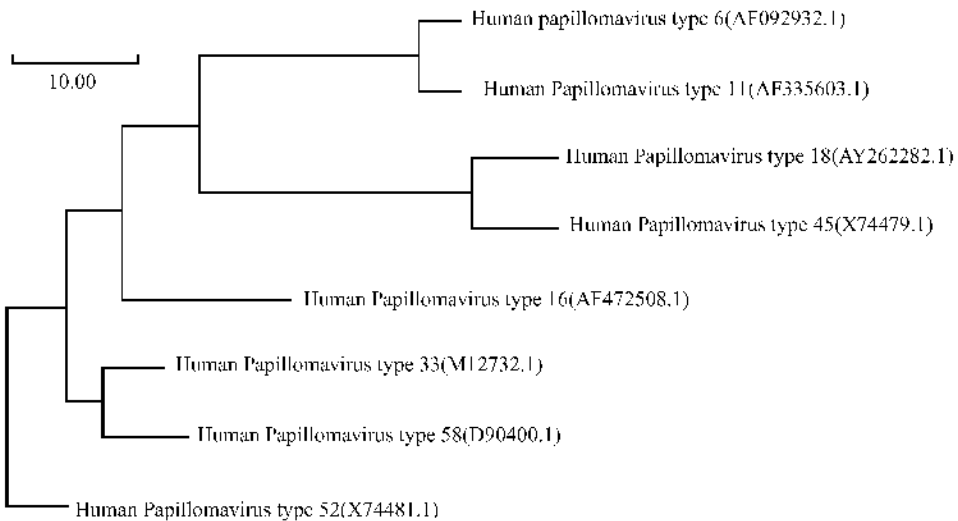 Human papillomavirus type 6(AF092932.1)
10.00
Human Papillomavirus type 11(AF335603.1)
Human Papillomavirus type 18(AY262282.1)
Human Papillomavirus type 45(X74479.1)
Human Papillomavirus type 16(AF472508.1)
Human Papillomavirus type 33(M12732.1)
Human Papillomavirus type 58(D90400.1)
Human Papillomavirus type 52(X74481.1)